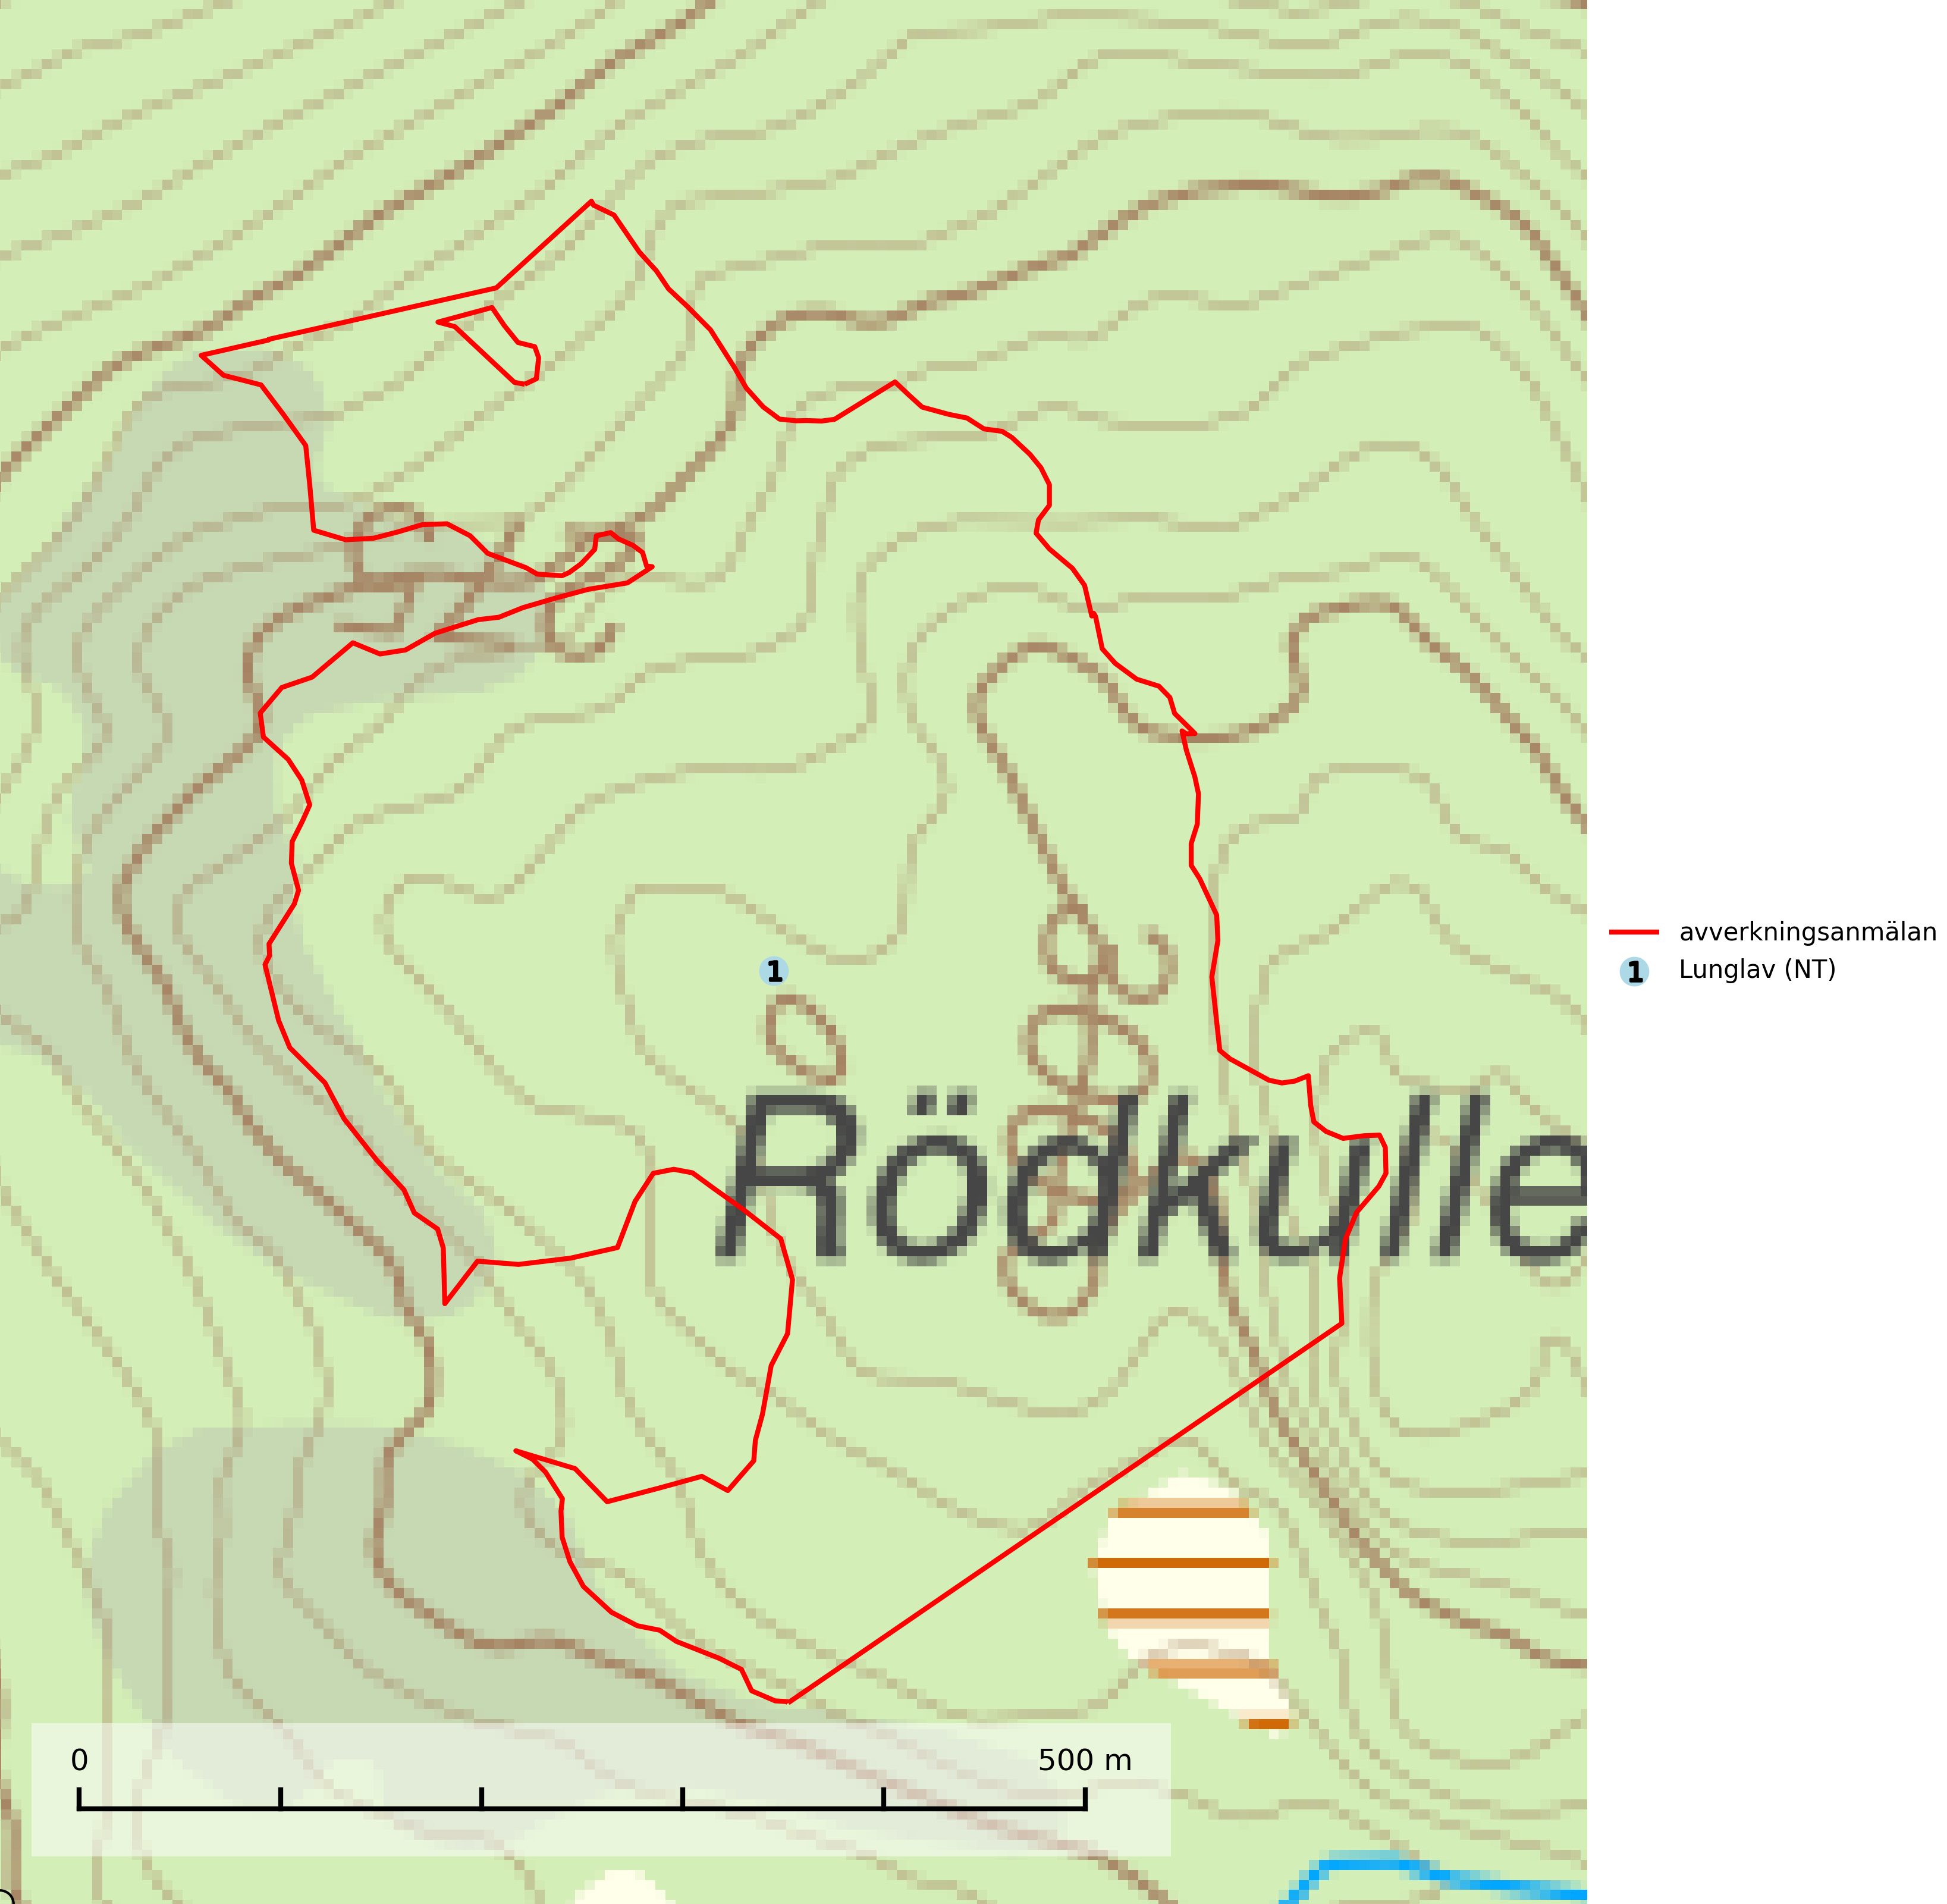 avverkningsanmälan
1
1 Lunglav (NT)
Rödkulle
0 500 m